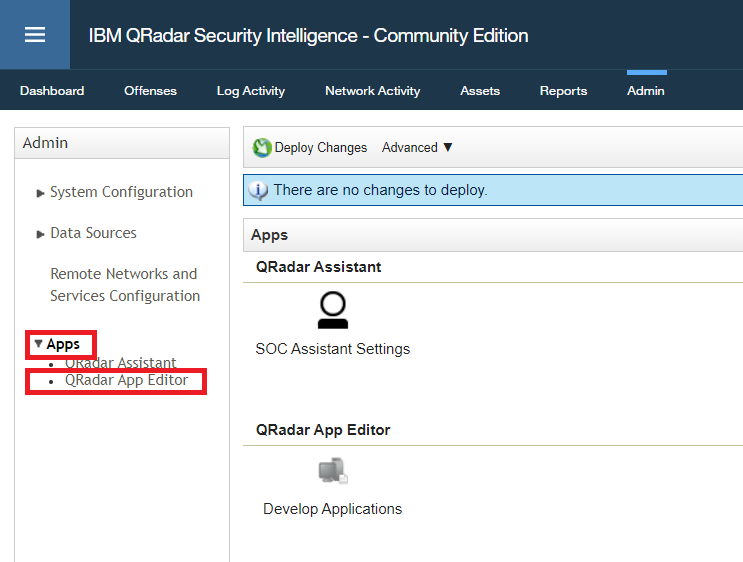 IBM QRadar Security Intelligence - Community Edition
Dashboard Offenses Log Activity Network Activity Assets Reports Admin
Admin
System Configuration
Data Sources
Remote Networks and
Services Configuration
Apps
QRadar Assistant
QRadar App Editor
Deploy Changes Advanced ▼
There are no changes to deploy.
Apps
QRadar Assistant
SOC Assistant Settings
QRadar App Editor
Develop Applications